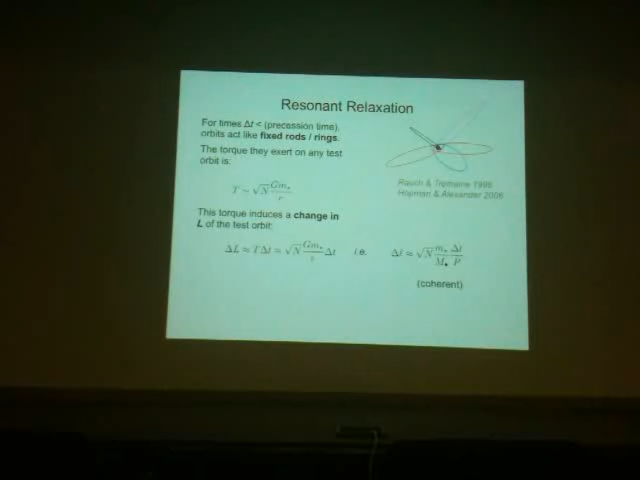 Resonant Relaxation
For times Δt < (precession time),
orbits act like fixed rods / rings.
The torque they exert on any test
orbit is:
T ~ √N Gm⋆/r
Rauch & Tremaine 1996
Hopman & Alexander 2006
This torque induces a change in
L of the test orbit:
ΔL ≈ TΔt ≈ √N Gm⋆/r Δt i.e. Δℓ ≈ √N m⋆/M• Δt/P
(coherent)